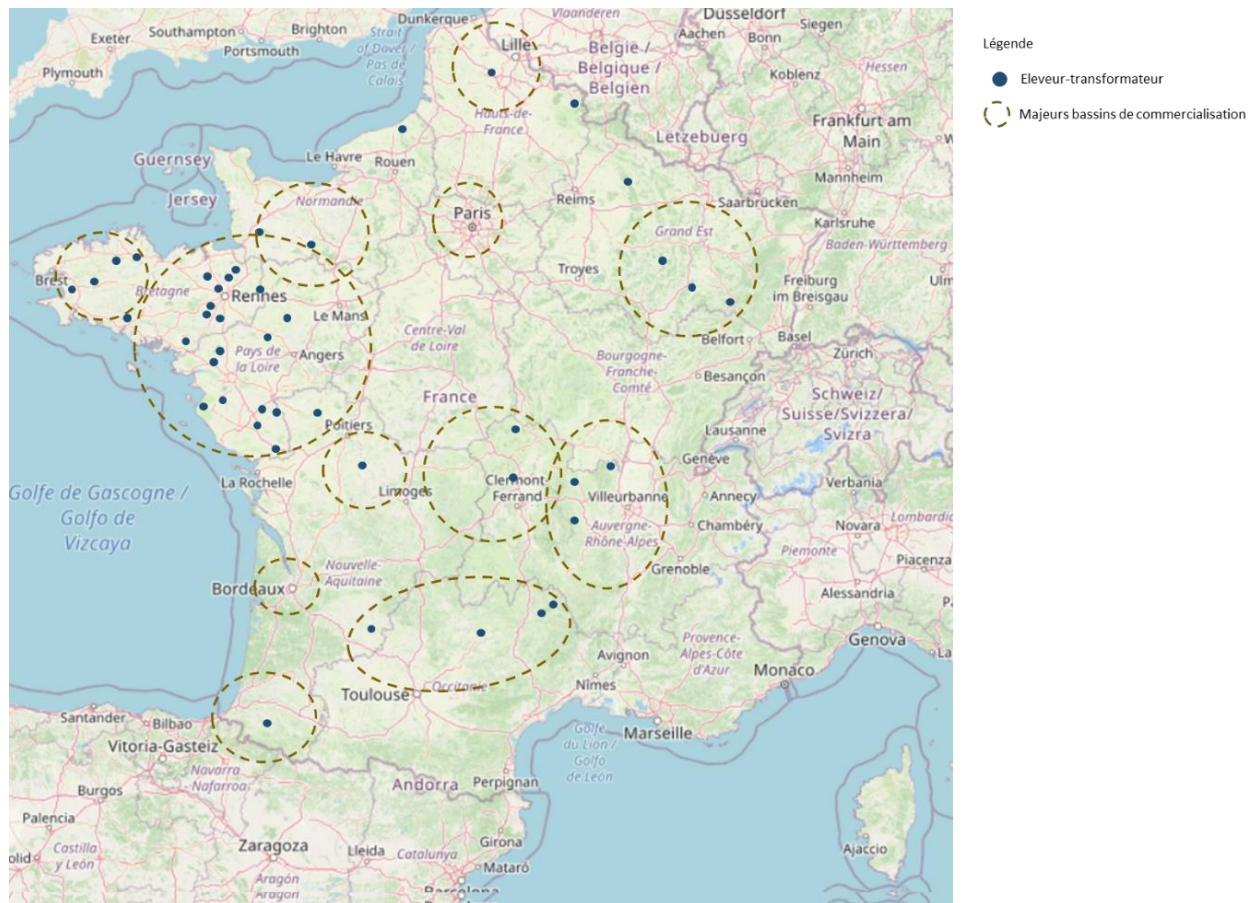 Dunkerque
Vlaanderen
Düsseldorf
Siegen
Exeter
Southampton
Brighton
Portsmouth
Strait
of Dover /
Pas de
Calais
Lille
België /
Belgique /
Belgien
Aachen
Bonn
Hessen
Plymouth
Koblenz
Hauts-de-
France
Frankfurt am
Main
Letzebuerg
Guernsey
Jersey
Le Havre
Rouen
Mannheim
Normandie
Paris
Reims
Saarbrücken
Karlsruhe
Grand Est
Baden-Württemberg
Troyes
Brest
Bretagne
Rennes
Le Mans
Freiburg
im Breisgau
Ulm
Centre-Val
de Loire
Belfort
Basel
Zürich
Pays de
la Loire
Angers
Bourgogne-
Franche-
Comté
Besançon
France
Schweiz/
Suisse/Svizzera/
Svizra
Poitiers
Lausanne
Genève
La Rochelle
Limoges
Clermont-
Ferrand
Villeurbanne
Annecy
Verbania
Golfe de Gascogne /
Golfo de
Vizcaya
Auvergne-
Rhône-Alpes
Chambéry
Novara
Lombardia
Piemonte
Piacenza
Nouvelle-
Aquitaine
Grenoble
Bordeaux
Alessandria
Genova
Provence-
Alpes-Côte
d'Azur
Avignon
Monaco
Nîmes
Toulouse
Occitanie
Santander
Bilbao
Vitoria-Gasteiz
Marseille
Golfe
du Lion /
Golfo
de León
Navarra
- Nafarroa
Andorra
Perpignan
Burgos
Palencia
Girona
Castilla
y León
Zaragoza
Lleida
Catalunya
Mataró
Ajaccio
Aragón
Aragon
Barcelona
Légende
Eleveur-transformateur
Majeurs bassins de commercialisation